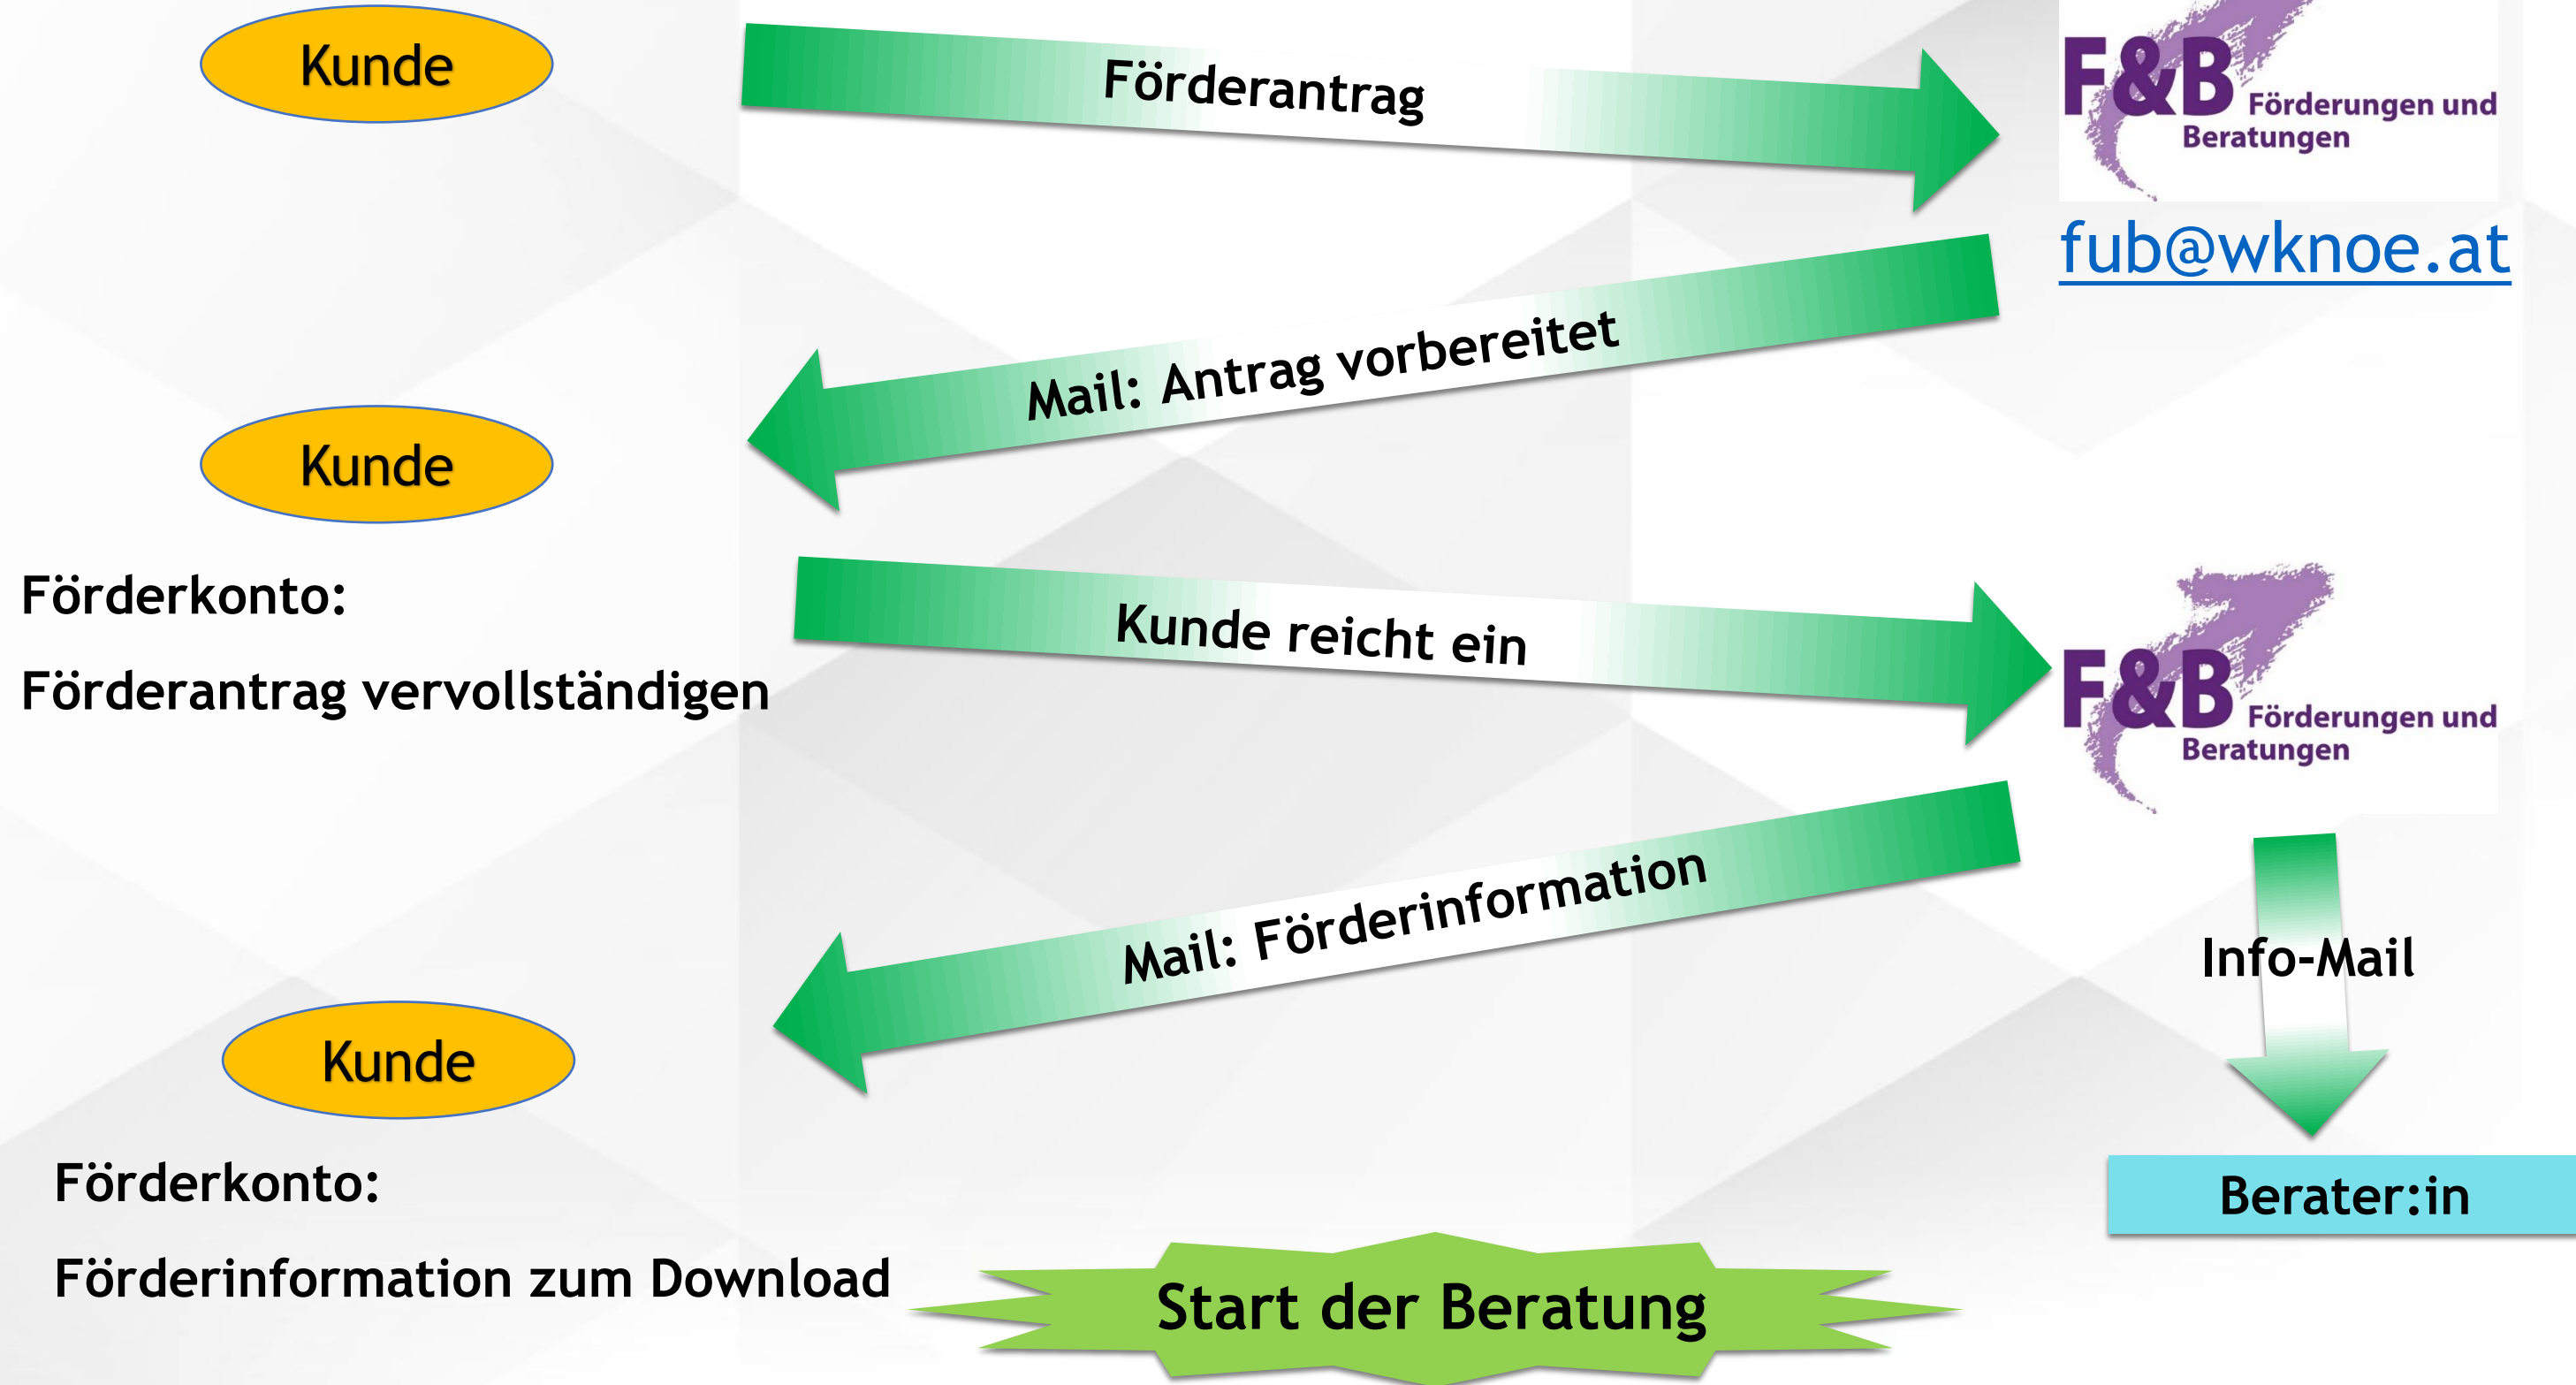 Kunde
Förderantrag
F&B Förderungen und
Beratungen
fub@wknoe.at
Mail: Antrag vorbereitet
Kunde
Förderkonto:
Förderantrag vervollständigen
Kunde reicht ein
F&B Förderungen und
Beratungen
Mail: Förderinformation
Info-Mail
Kunde
Förderkonto:
Förderinformation zum Download
Berater:in
Start der Beratung